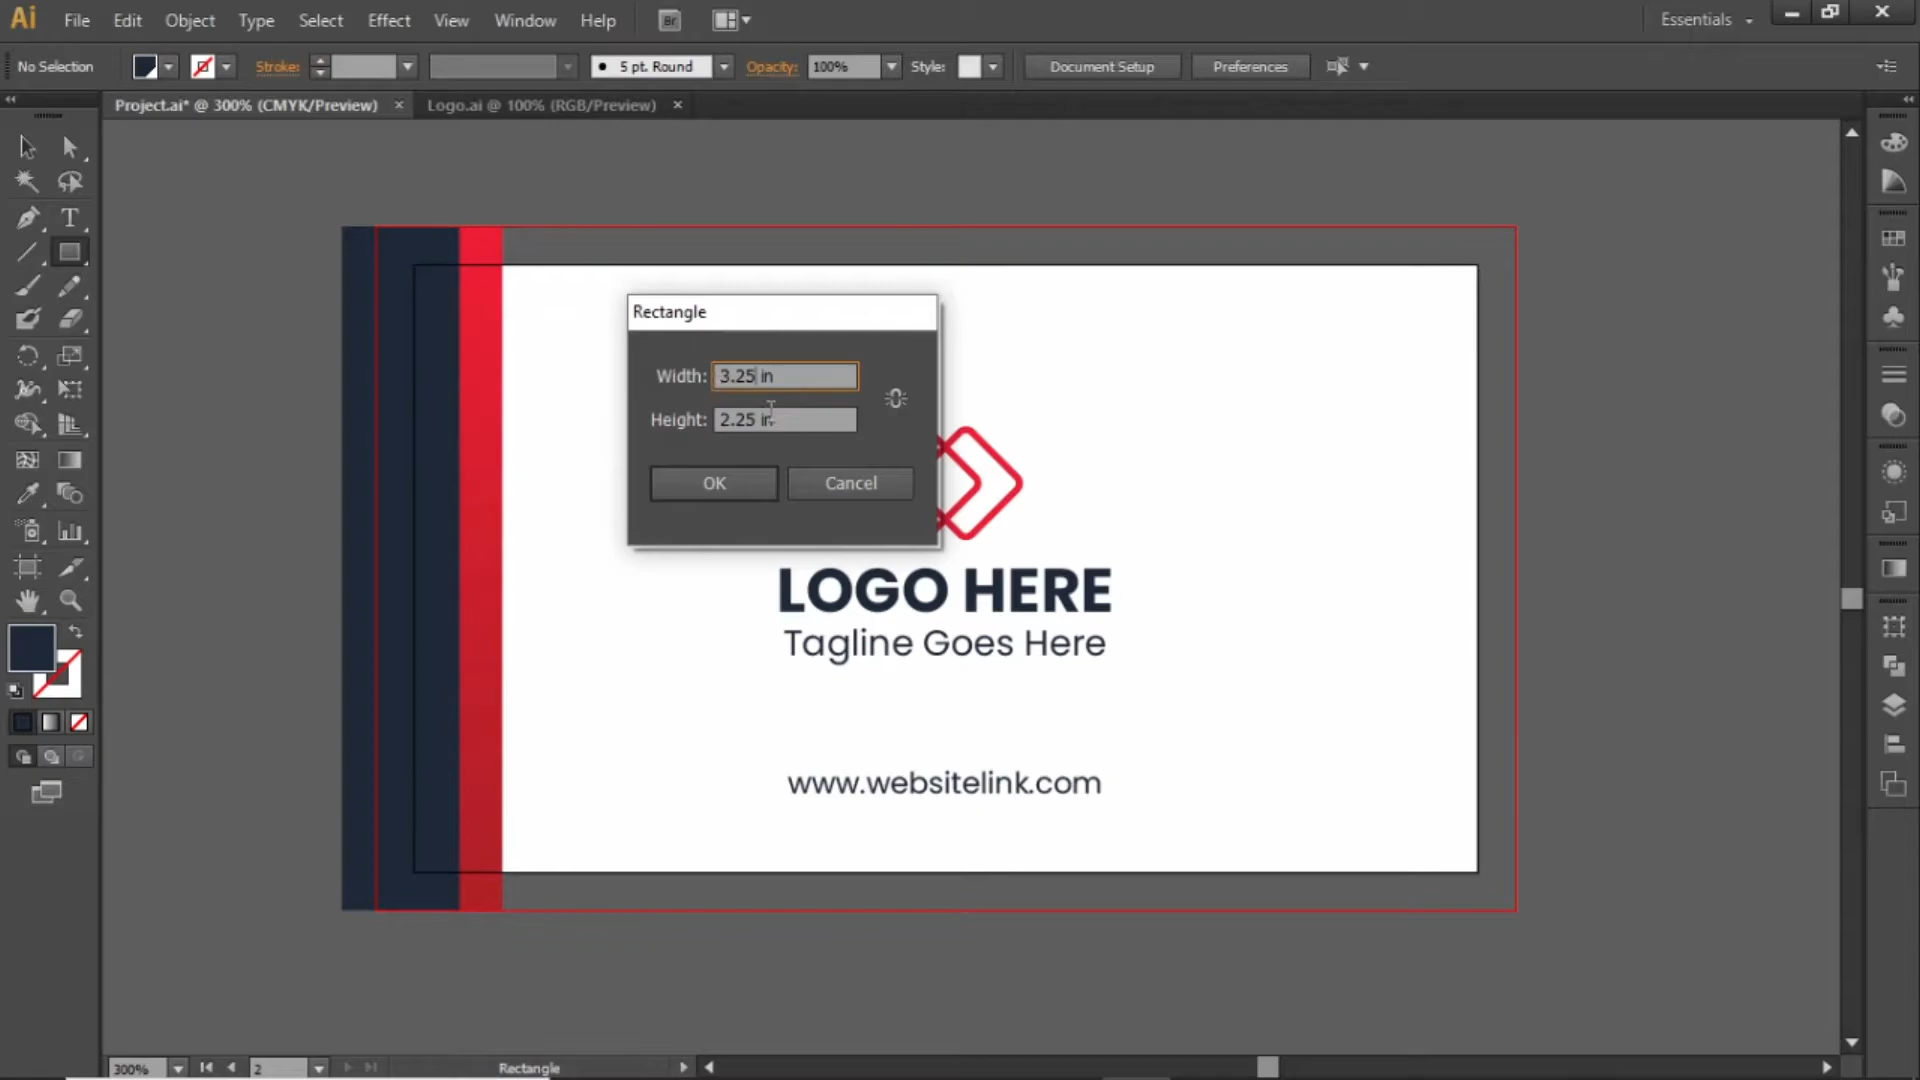 Ai File Edit Object Type Select Effect View Window Help Br Essentials
No Selection Stroke: 5 pt. Round Opacity: 100% Style: Document Setup Preferences
Project.ai* @ 300% (CMYK/Preview) × Logo.ai @ 100% (RGB/Preview) ×
Rectangle
Width: 3.25 in
Height: 2.25 in
OK Cancel
LOGO HERE
Tagline Goes Here
www.websitelink.com
300% 2 Rectangle